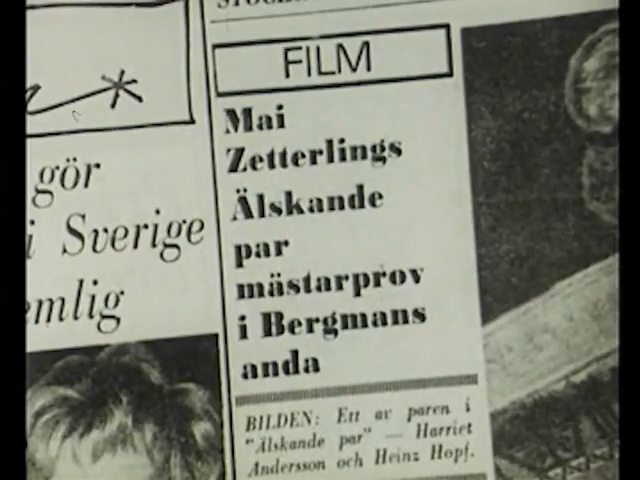 FILM
Mai
Zetterlings
Älskande
par
mästarprov
i Bergmans
anda
BILDEN: Ett av paren i
"Älskande par" — Harriet
Andersson och Heinz Hopf.
gör
i Sverige
emlig